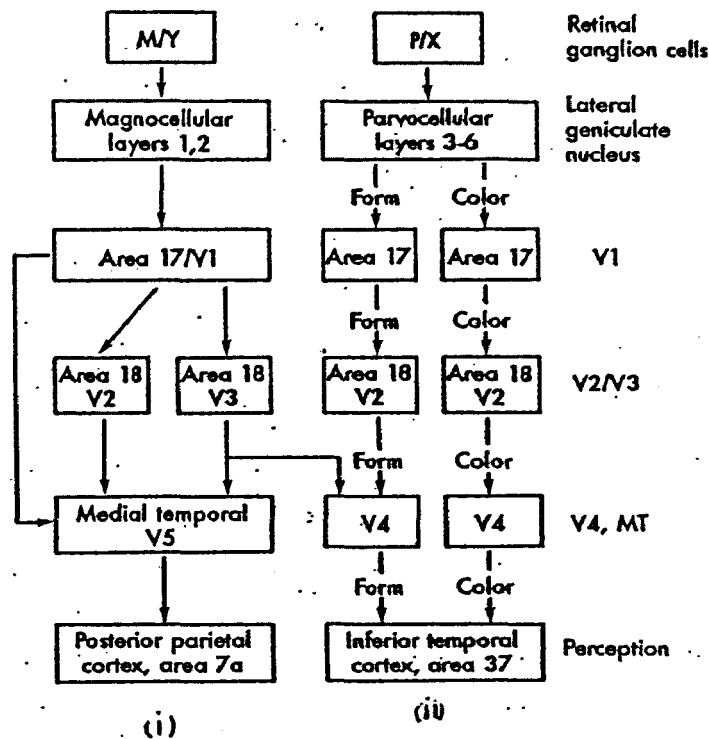 M/Y
P/X
Retinal
ganglion cells
Magnocellular
layers 1,2
Parvocellular
layers 3-6
Lateral
geniculate
nucleus
Form
Color
Area 17/V1
Area 17
Area 17
V1
Form
Color
Area 18
V2
Area 18
V3
Area 18
V2
Area 18
V2
V2/V3
Form
Color
Medial temporal
V5
V4
V4
V4, MT
Form
Color
Posterior parietal
cortex, area 7a
Inferior temporal
cortex, area 37
Perception
(i)
(ii)